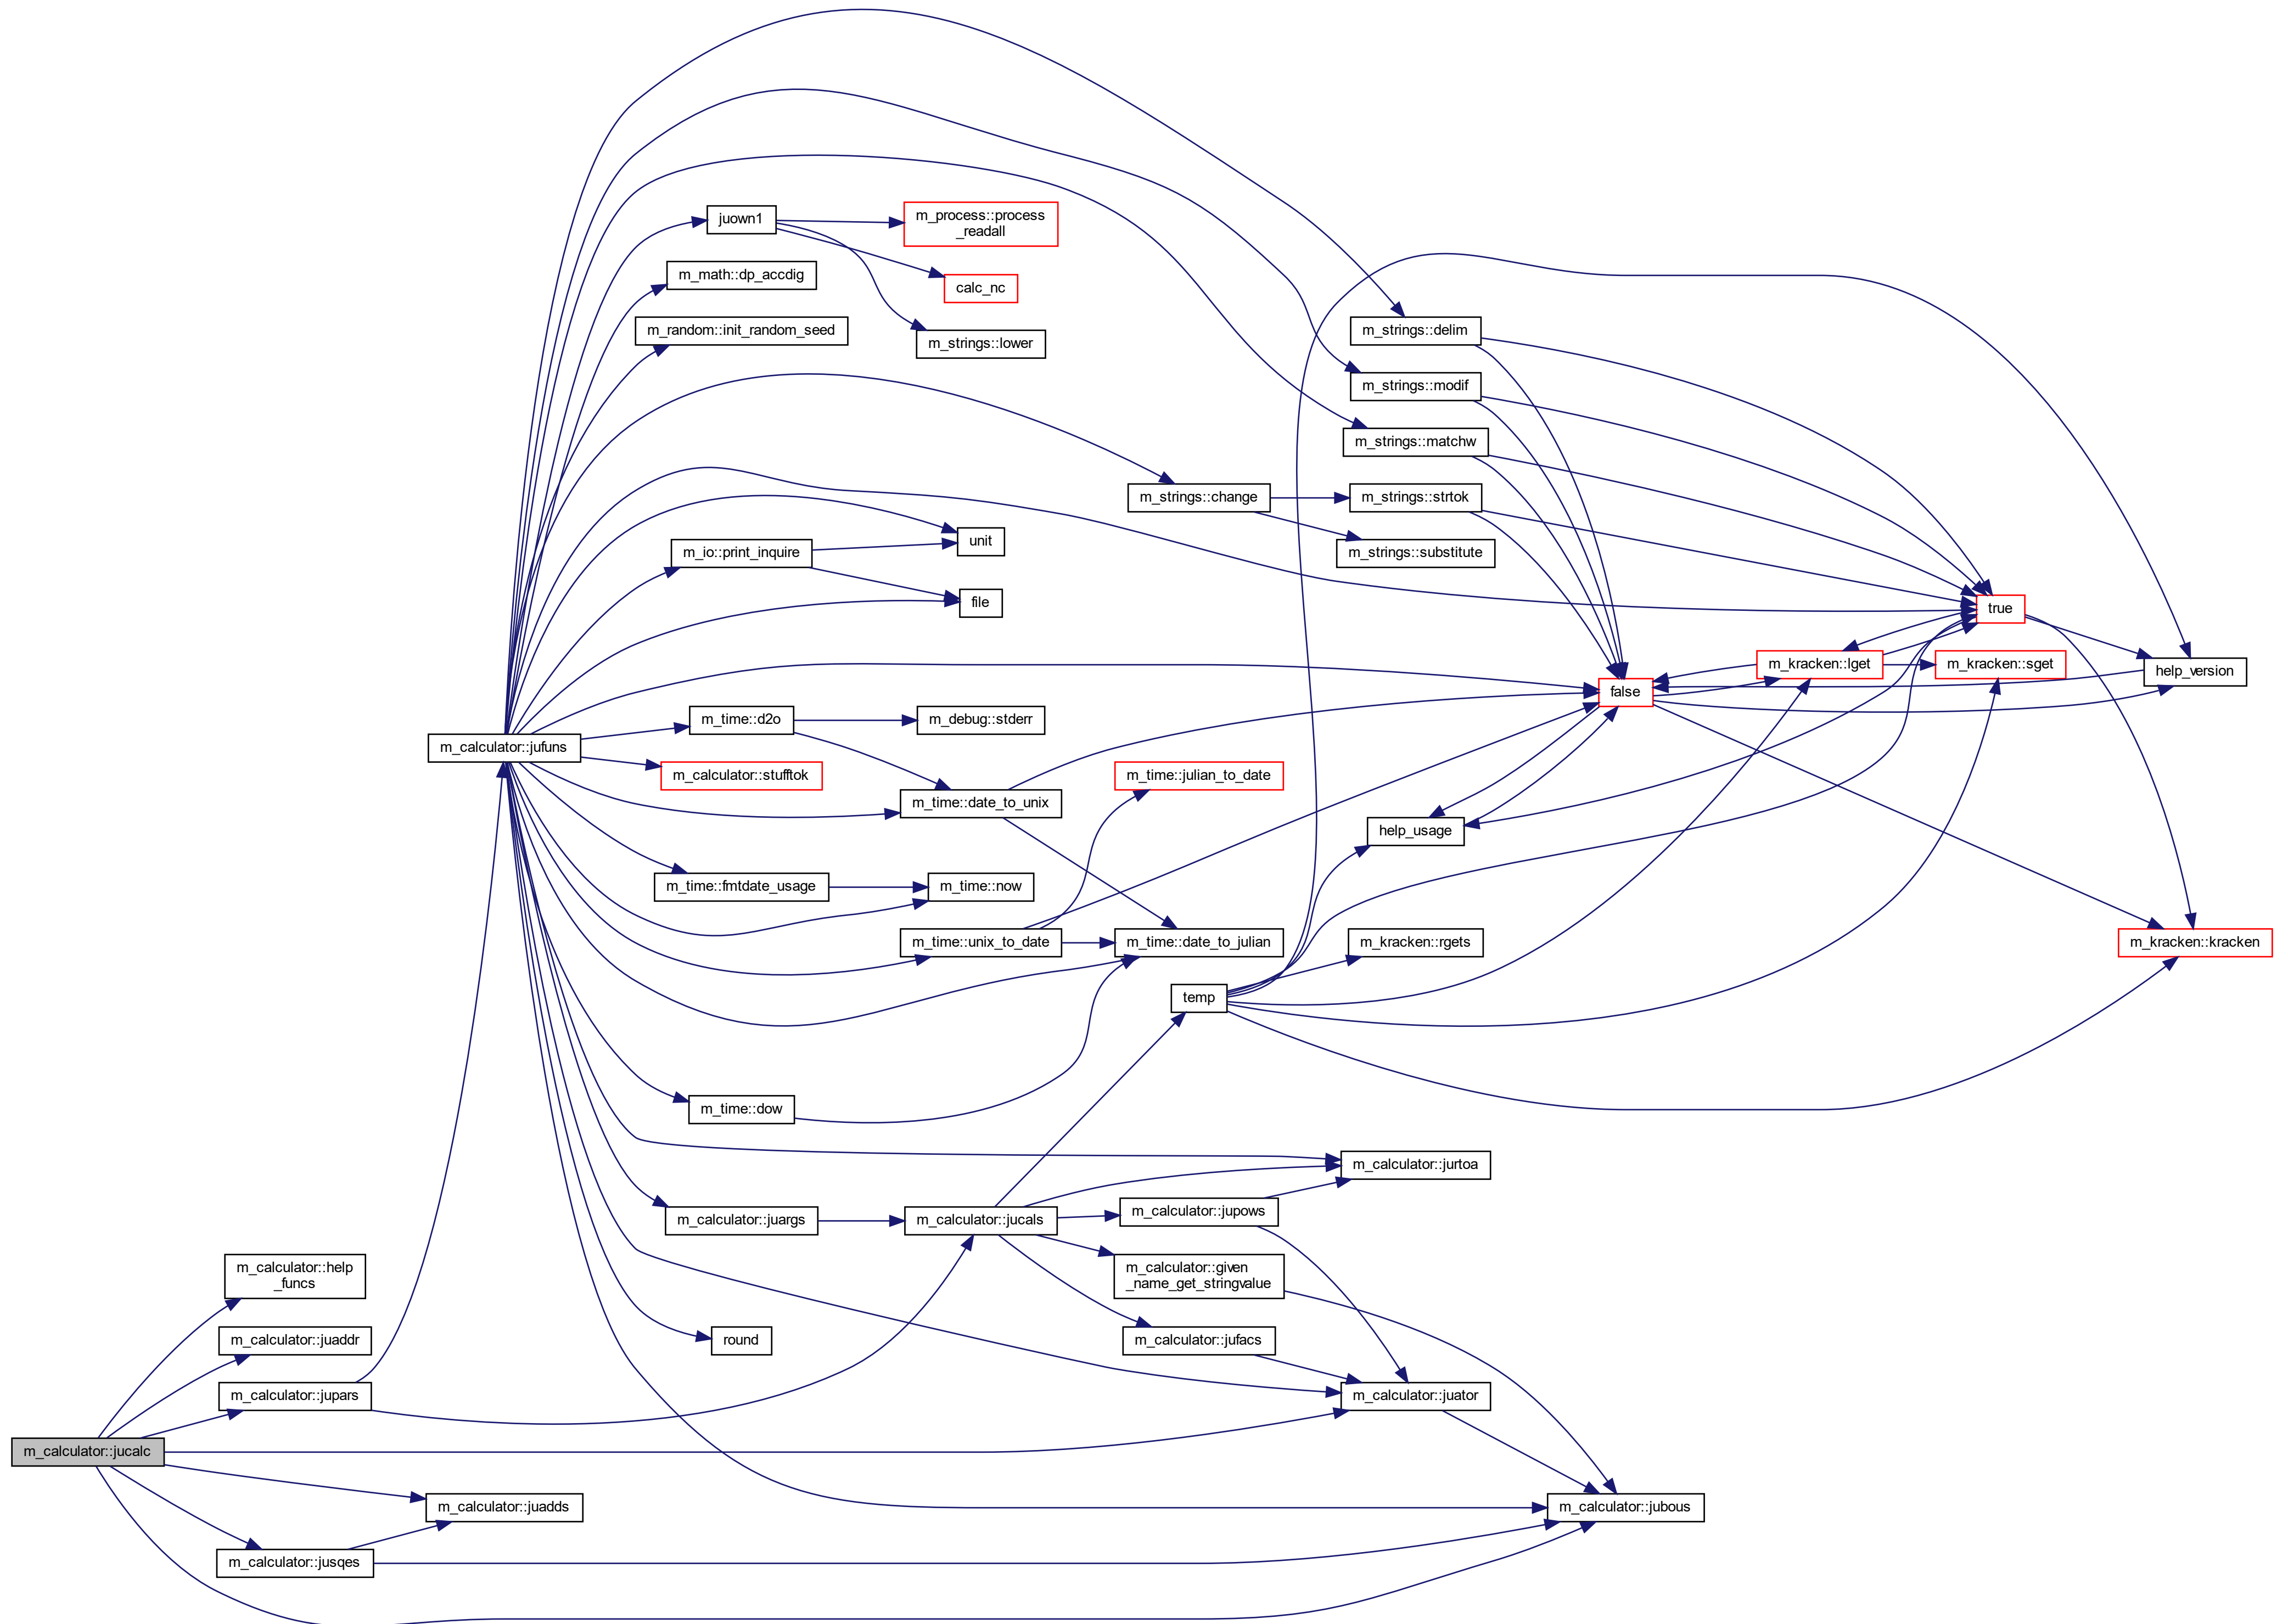 juown1
m_process::process
_readall
m_math::dp_accdig
calc_nc
m_random::init_random_seed
m_strings::lower
m_strings::delim
m_strings::modif
m_strings::matchw
m_strings::change
m_strings::strtok
m_io::print_inquire
unit
m_strings::substitute
file
true
m_kracken::lget
m_kracken::sget
help_version
false
m_calculator::jufuns
m_time::d2o
m_debug::stderr
m_calculator::stufftok
m_time::julian_to_date
m_time::date_to_unix
help_usage
m_time::fmtdate_usage
m_time::now
m_time::unix_to_date
m_time::date_to_julian
m_kracken::rgets
m_kracken::kracken
temp
m_time::dow
m_calculator::jurtoa
m_calculator::juargs
m_calculator::jucals
m_calculator::jupows
m_calculator::help
_funcs
m_calculator::given
_name_get_stringvalue
m_calculator::juaddr
round
m_calculator::jufacs
m_calculator::jupars
m_calculator::juator
m_calculator::jucalc
m_calculator::juadds
m_calculator::jubous
m_calculator::jusqes